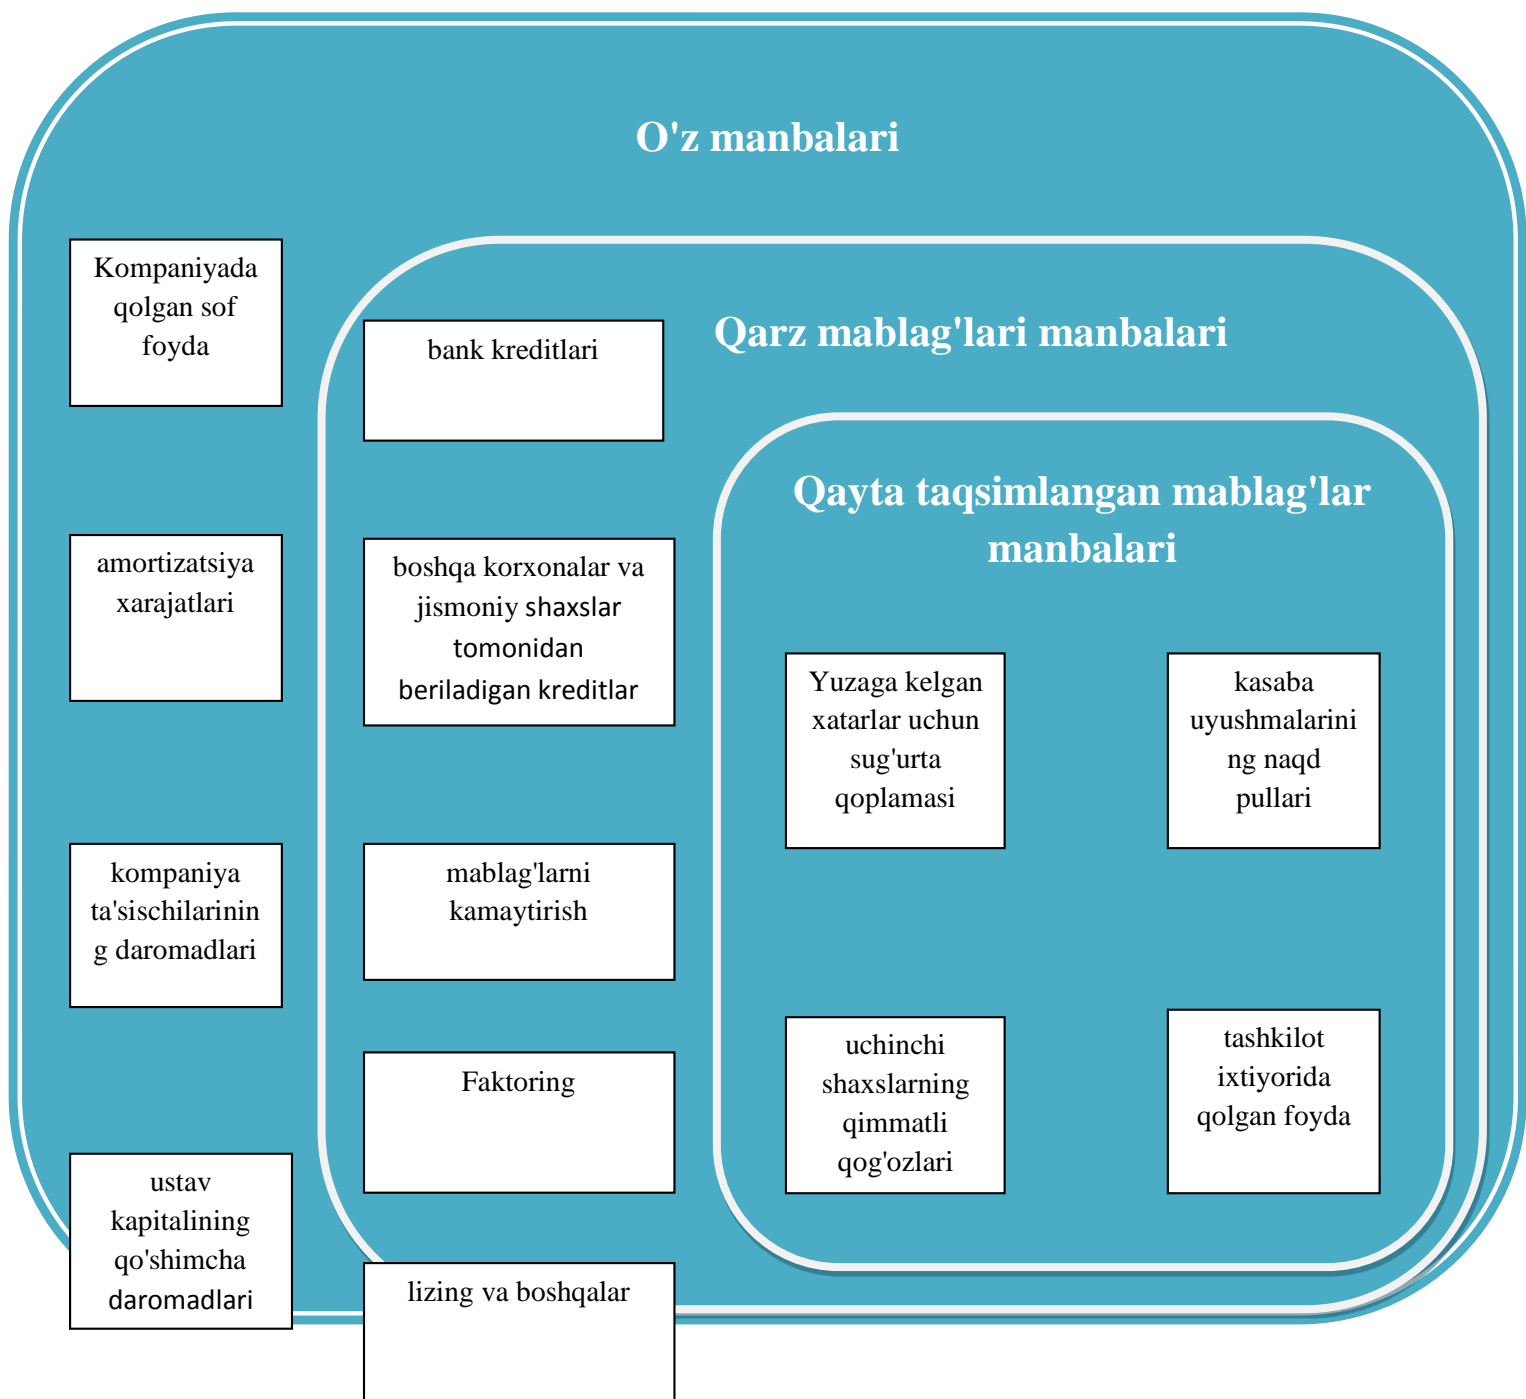 O'z manbalari
Kompaniyada
qolgan sof
foyda
amortizatsiya
xarajatlari
kompaniya
ta'sischilarinin
g daromadlari
ustav
kapitalining
qo'shimcha
daromadlari
Qarz mablag'lari manbalari
bank kreditlari
boshqa korxonalar va
jismoniy shaxslar
tomonidan
beriladigan kreditlar
mablag'larni
kamaytirish
Faktoring
lizing va boshqalar
Qayta taqsimlangan mablag'lar
manbalari
Yuzaga kelgan
xatarlar uchun
sug'urta
qoplamasi
kasaba
uyushmalarini
ng naqd
pullari
uchinchi
shaxslarning
qimmatli
qog'ozlari
tashkilot
ixtiyorida
qolgan foyda